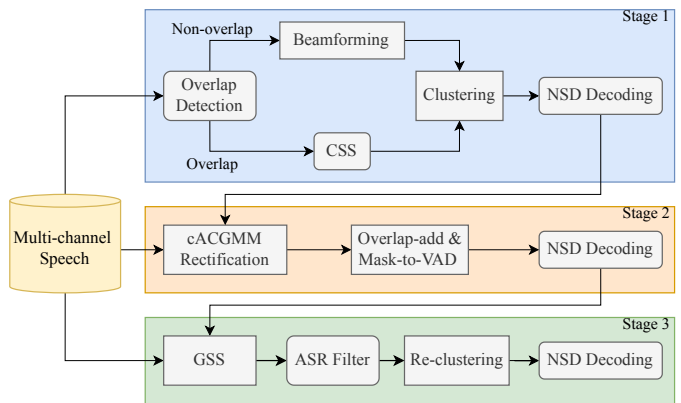 Stage 1
Non-overlap
Beamforming
Overlap
Detection
Clustering
NSD Decoding
Overlap
CSS
Multi-channel
Speech
Stage 2
cACGMM
Rectification
Overlap-add &
Mask-to-VAD
NSD Decoding
Stage 3
GSS
ASR Filter
Re-clustering
NSD Decoding